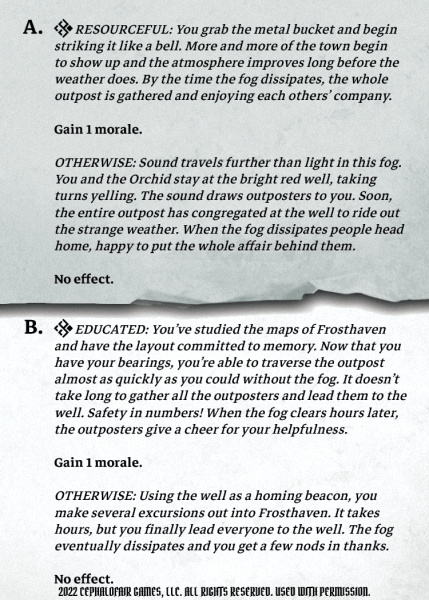 A. RESOURCEFUL: You grab the metal bucket and begin
striking it like a bell. More and more of the town begin
to show up and the atmosphere improves long before the
weather does. By the time the fog dissipates, the whole
outpost is gathered and enjoying each others’ company.
Gain 1 morale.
OTHERWISE: Sound travels further than light in this fog.
You and the Orchid stay at the bright red well, taking
turns yelling. The sound draws outposters to you. Soon,
the entire outpost has congregated at the well to ride out
the strange weather. When the fog dissipates people head
home, happy to put the whole affair behind them.
No effect.
B. EDUCATED: You’ve studied the maps of Frosthaven
and have the layout committed to memory. Now that you
have your bearings, you’re able to traverse the outpost
almost as quickly as you could without the fog. It doesn’t
take long to gather all the outposters and lead them to the
well. Safety in numbers! When the fog clears hours later,
the outposters give a cheer for your helpfulness.
Gain 1 morale.
OTHERWISE: Using the well as a homing beacon, you
make several excursions out into Frosthaven. It takes
hours, but you finally lead everyone to the well. The fog
eventually dissipates and you get a few nods in thanks.
No effect.
2022 CEPHALOFAIR GAMES, LLC. ALL RIGHTS RESERVED. USED WITH PERMISSION.